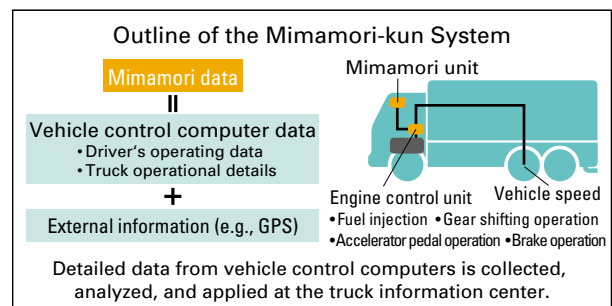 Outline of the Mimamori-kun System
Mimamori data
=
Vehicle control computer data
•Driver's operating data
•Truck operational details
+
External information (e.g., GPS)
Mimamori unit
Engine control unit
Vehicle speed
•Fuel injection •Gear shifting operation
•Accelerator pedal operation •Brake operation
Detailed data from vehicle control computers is collected,
analyzed, and applied at the truck information center.